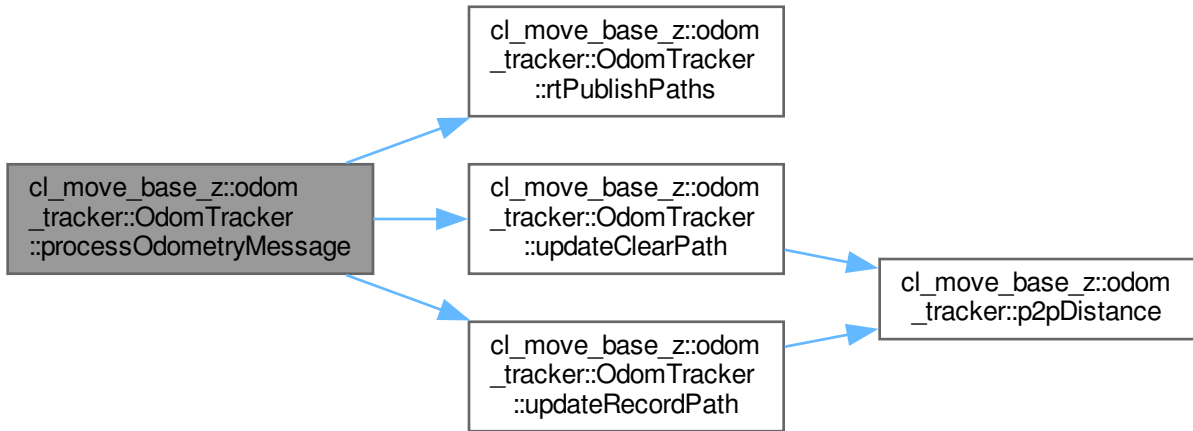 cl_move_base_z::odom
_tracker::OdomTracker
::processOdometryMessage
cl_move_base_z::odom
_tracker::OdomTracker
::rtPublishPaths
cl_move_base_z::odom
_tracker::OdomTracker
::updateClearPath
cl_move_base_z::odom
_tracker::OdomTracker
::updateRecordPath
cl_move_base_z::odom
_tracker::p2pDistance